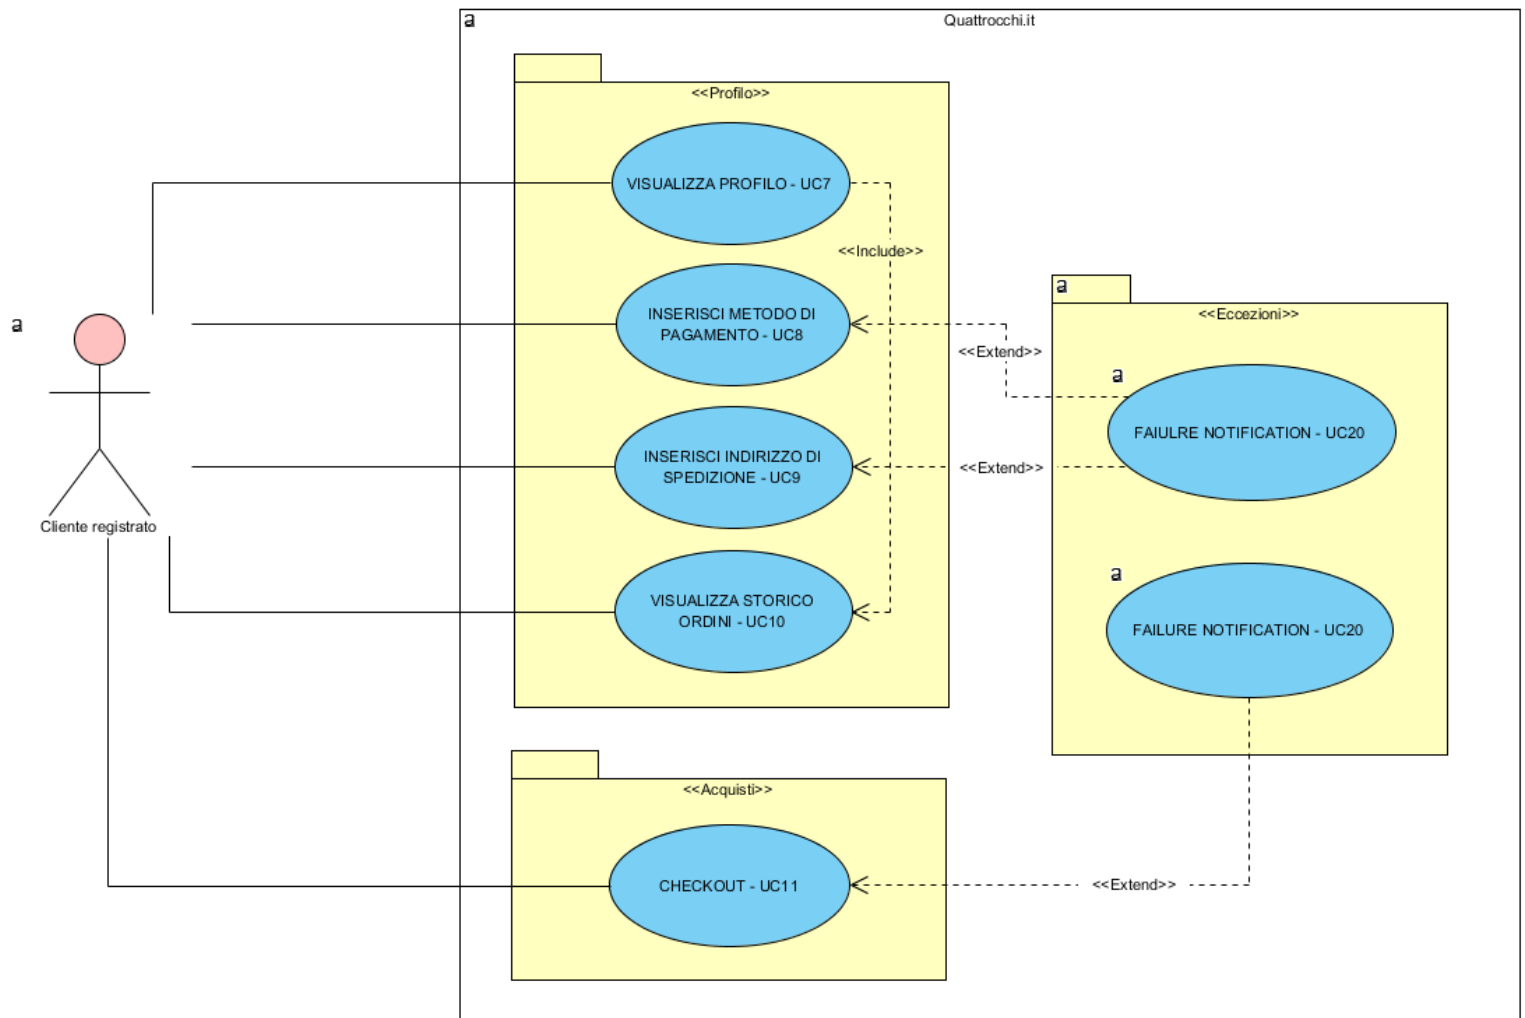 a
Quattrocchi.it
<<Profilo>>
VISUALIZZA PROFILO - UC7
<<Include>>
INSERISCI METODO DI
PAGAMENTO - UC8
INSERISCI INDIRIZZO DI
SPEDIZIONE - UC9
VISUALIZZA STORICO
ORDINI - UC10
a
Cliente registrato
<<Extend>>
<<Extend>>
a
<<Eccezioni>>
a
FAIULRE NOTIFICATION - UC20
a
FAILURE NOTIFICATION - UC20
<<Acquisti>>
CHECKOUT - UC11
<<Extend>>